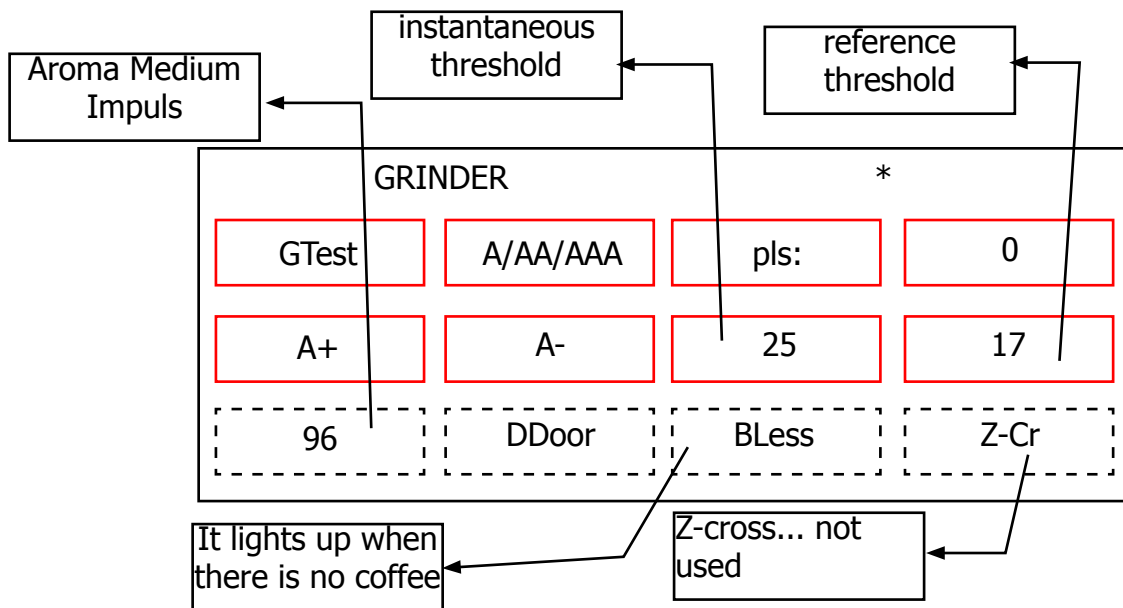 instantaneous
threshold
reference
threshold
Aroma Medium
Impuls
GRINDER *
GTest A/AA/AAA pls: 0
A+ A- 25 17
96 DDoor BLess Z-Cr
It lights up when
there is no coffee
Z-cross... not
used